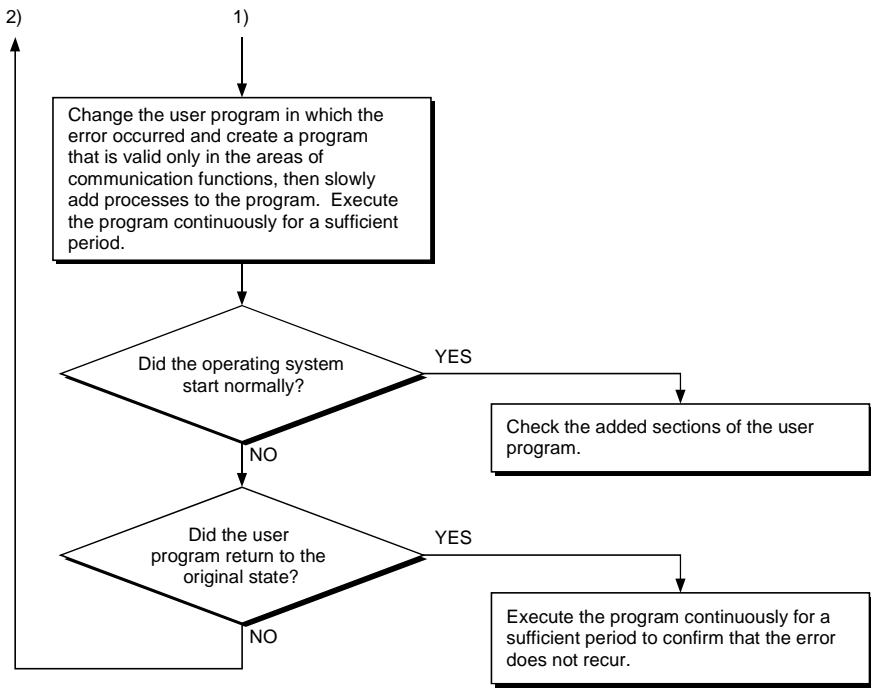 2)
1)
Change the user program in which the
error occurred and create a program
that is valid only in the areas of
communication functions, then slowly
add processes to the program. Execute
the program continuously for a sufficient
period.
Did the operating system
start normally?
YES
Check the added sections of the user
program.
NO
Did the user
program return to the
original state?
YES
Execute the program continuously for a
sufficient period to confirm that the error
does not recur.
NO